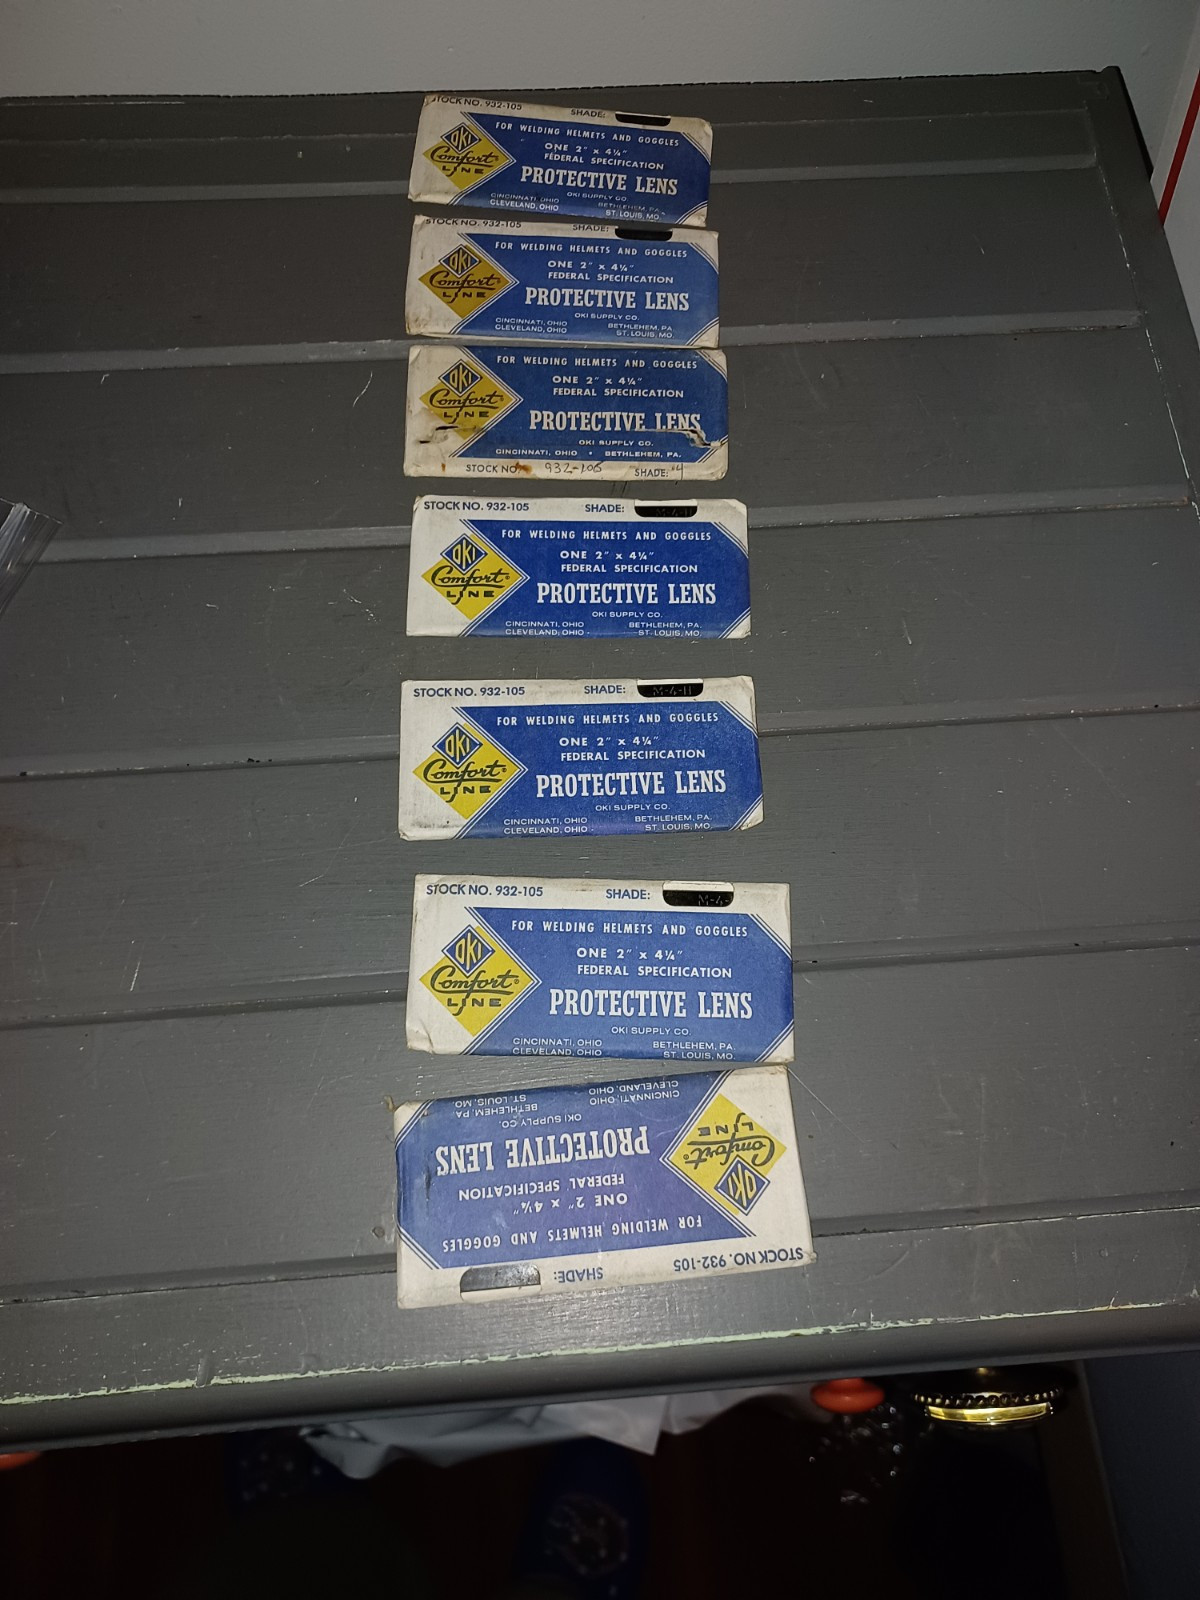 STOCK NO. 932-105 SHADE:
FOR WELDING HELMETS AND GOGGLES
OKI
Comfort®
LINE
ONE 2" x 4¼"
FEDERAL SPECIFICATION
PROTECTIVE LENS
OKI SUPPLY CO.
CINCINNATI, OHIO BETHLEHEM, PA.
CLEVELAND, OHIO ST. LOUIS, MO.
STOCK NO. 932-105 SHADE:
FOR WELDING HELMETS AND GOGGLES
OKI
Comfort®
LINE
ONE 2" x 4¼"
FEDERAL SPECIFICATION
PROTECTIVE LENS
OKI SUPPLY CO.
CINCINNATI, OHIO BETHLEHEM, PA
CLEVELAND, OHIO ST. LOUIS, MO.
FOR WELDING HELMETS AND GOGGLES
OKI
Comfort®
LINE
ONE 2" x 4¼"
FEDERAL SPECIFICATION
PROTECTIVE LENS
OKI SUPPLY CO.
CINCINNATI, OHIO • BETHLEHEM, PA.
STOCK NO. 932-105 SHADE: 4
STOCK NO. 932-105 SHADE: M-4-H
FOR WELDING HELMETS AND GOGGLES
OKI
Comfort®
LINE
ONE 2" x 4¼"
FEDERAL SPECIFICATION
PROTECTIVE LENS
OKI SUPPLY CO.
CINCINNATI, OHIO BETHLEHEM, PA.
CLEVELAND, OHIO ST. LOUIS, MO.
STOCK NO. 932-105 SHADE: M-4-H
FOR WELDING HELMETS AND GOGGLES
OKI
Comfort®
LINE
ONE 2" x 4¼"
FEDERAL SPECIFICATION
PROTECTIVE LENS
OKI SUPPLY CO.
CINCINNATI, OHIO BETHLEHEM, PA.
CLEVELAND, OHIO ST. LOUIS, MO.
STOCK NO. 932-105 SHADE: M-4-
FOR WELDING HELMETS AND GOGGLES
OKI
Comfort®
LINE
ONE 2" x 4¼"
FEDERAL SPECIFICATION
PROTECTIVE LENS
OKI SUPPLY CO.
CINCINNATI, OHIO BETHLEHEM, PA.
CLEVELAND, OHIO ST. LOUIS, MO.
STOCK NO. 932-105 SHADE:
FOR WELDING HELMETS AND GOGGLES
OKI
Comfort®
LINE
ONE 2" x 4¼"
FEDERAL SPECIFICATION
PROTECTIVE LENS
OKI SUPPLY CO.
CINCINNATI, OHIO BETHLEHEM, PA
CLEVELAND, OHIO ST. LOUIS, MO.